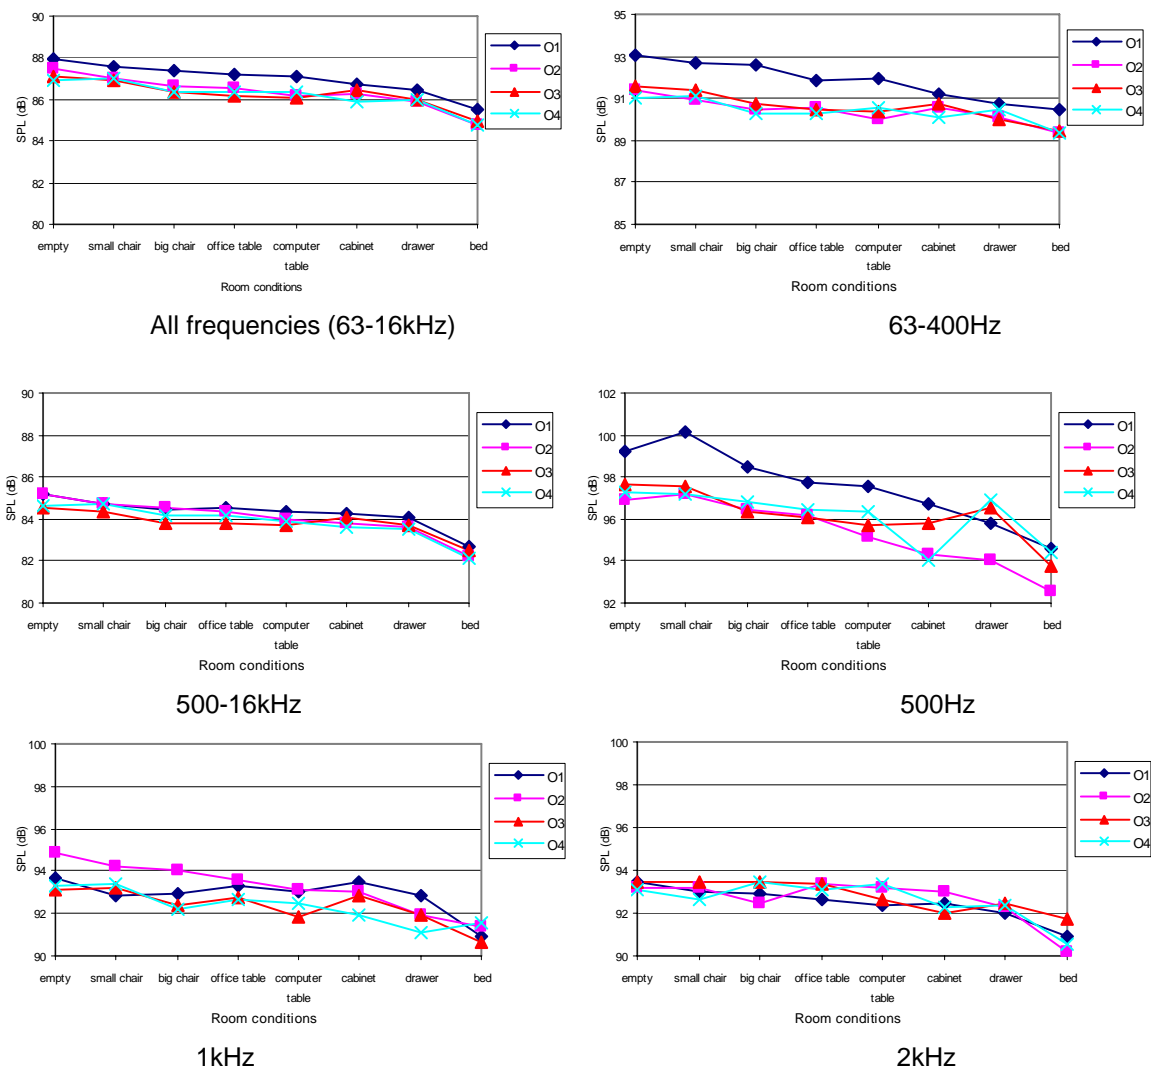 90
88
86
84
82
80
SPL (dB)
empty small chair big chair office table computer table cabinet drawer bed
Room conditions
O1
O2
O3
O4
All frequencies (63-16kHz)
95
93
91
89
87
85
SPL (dB)
empty small chair big chair office table computer table cabinet drawer bed
Room conditions
O1
O2
O3
O4
63-400Hz
90
88
86
84
82
80
SPL (dB)
empty small chair big chair office table computer table cabinet drawer bed
Room conditions
O1
O2
O3
O4
500-16kHz
102
100
98
96
94
92
SPL (dB)
empty small chair big chair office table computer table cabinet drawer bed
Room conditions
O1
O2
O3
O4
500Hz
100
98
96
94
92
90
SPL (dB)
empty small chair big chair office table computer table cabinet drawer bed
Room conditions
O1
O2
O3
O4
1kHz
100
98
96
94
92
90
SPL (dB)
empty small chair big chair office table computer table cabinet drawer bed
Room conditions
O1
O2
O3
O4
2kHz